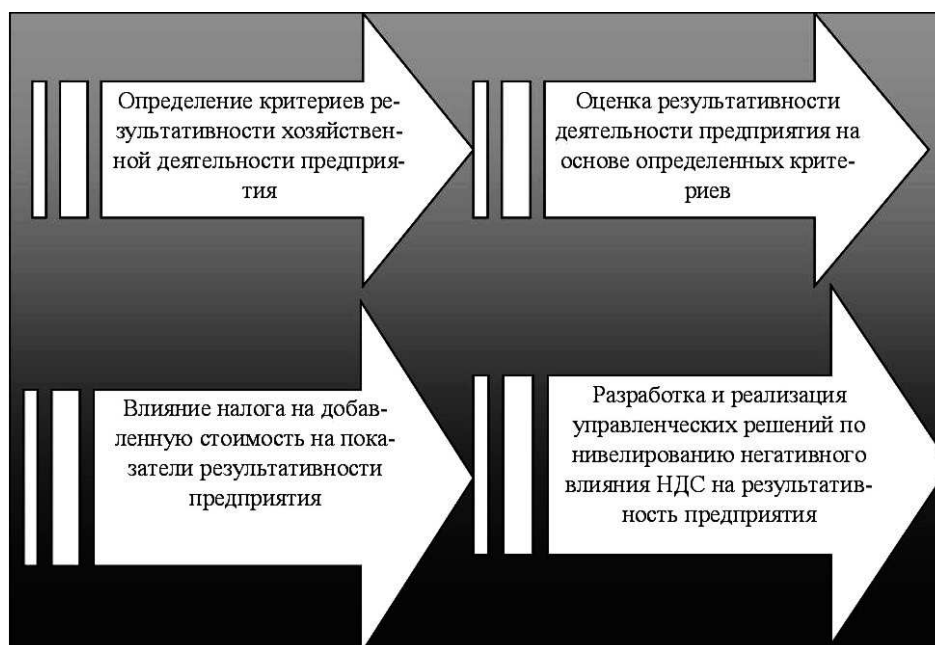 Определение критериев ре-
зультативности хозяйствен-
ной деятельности предприя-
тия
Оценка результативности
деятельности предприятия на
основе определенных крите-
риев
Влияние налога на добав-
ленную стоимость на пока-
затели результативности
предприятия
Разработка и реализация
управленческих решений по
нивелированию негативного
влияния НДС на результатив-
ность предприятия